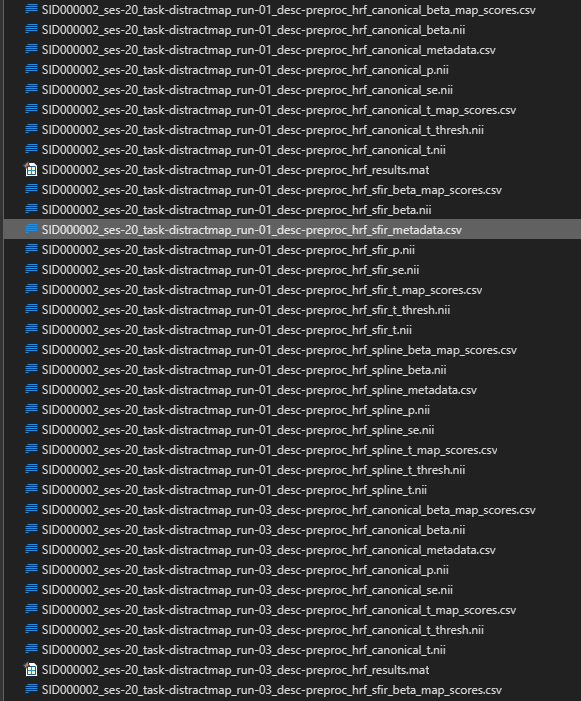 SID000002_ses-20_task-distractmap_run-01_desc-preproc_hrf_canonical_beta_map_scores.csv
SID000002_ses-20_task-distractmap_run-01_desc-preproc_hrf_canonical_beta.nii
SID000002_ses-20_task-distractmap_run-01_desc-preproc_hrf_canonical_metadata.csv
SID000002_ses-20_task-distractmap_run-01_desc-preproc_hrf_canonical_p.nii
SID000002_ses-20_task-distractmap_run-01_desc-preproc_hrf_canonical_se.nii
SID000002_ses-20_task-distractmap_run-01_desc-preproc_hrf_canonical_t_map_scores.csv
SID000002_ses-20_task-distractmap_run-01_desc-preproc_hrf_canonical_t_thresh.nii
SID000002_ses-20_task-distractmap_run-01_desc-preproc_hrf_canonical_t.nii
SID000002_ses-20_task-distractmap_run-01_desc-preproc_hrf_results.mat
SID000002_ses-20_task-distractmap_run-01_desc-preproc_hrf_sfir_beta_map_scores.csv
SID000002_ses-20_task-distractmap_run-01_desc-preproc_hrf_sfir_beta.nii
SID000002_ses-20_task-distractmap_run-01_desc-preproc_hrf_sfir_metadata.csv
SID000002_ses-20_task-distractmap_run-01_desc-preproc_hrf_sfir_p.nii
SID000002_ses-20_task-distractmap_run-01_desc-preproc_hrf_sfir_se.nii
SID000002_ses-20_task-distractmap_run-01_desc-preproc_hrf_sfir_t_map_scores.csv
SID000002_ses-20_task-distractmap_run-01_desc-preproc_hrf_sfir_t_thresh.nii
SID000002_ses-20_task-distractmap_run-01_desc-preproc_hrf_sfir_t.nii
SID000002_ses-20_task-distractmap_run-01_desc-preproc_hrf_spline_beta_map_scores.csv
SID000002_ses-20_task-distractmap_run-01_desc-preproc_hrf_spline_beta.nii
SID000002_ses-20_task-distractmap_run-01_desc-preproc_hrf_spline_metadata.csv
SID000002_ses-20_task-distractmap_run-01_desc-preproc_hrf_spline_p.nii
SID000002_ses-20_task-distractmap_run-01_desc-preproc_hrf_spline_se.nii
SID000002_ses-20_task-distractmap_run-01_desc-preproc_hrf_spline_t_map_scores.csv
SID000002_ses-20_task-distractmap_run-01_desc-preproc_hrf_spline_t_thresh.nii
SID000002_ses-20_task-distractmap_run-01_desc-preproc_hrf_spline_t.nii
SID000002_ses-20_task-distractmap_run-03_desc-preproc_hrf_canonical_beta_map_scores.csv
SID000002_ses-20_task-distractmap_run-03_desc-preproc_hrf_canonical_beta.nii
SID000002_ses-20_task-distractmap_run-03_desc-preproc_hrf_canonical_metadata.csv
SID000002_ses-20_task-distractmap_run-03_desc-preproc_hrf_canonical_p.nii
SID000002_ses-20_task-distractmap_run-03_desc-preproc_hrf_canonical_se.nii
SID000002_ses-20_task-distractmap_run-03_desc-preproc_hrf_canonical_t_map_scores.csv
SID000002_ses-20_task-distractmap_run-03_desc-preproc_hrf_canonical_t_thresh.nii
SID000002_ses-20_task-distractmap_run-03_desc-preproc_hrf_canonical_t.nii
SID000002_ses-20_task-distractmap_run-03_desc-preproc_hrf_results.mat
SID000002_ses-20_task-distractmap_run-03_desc-preproc_hrf_sfir_beta_map_scores.csv